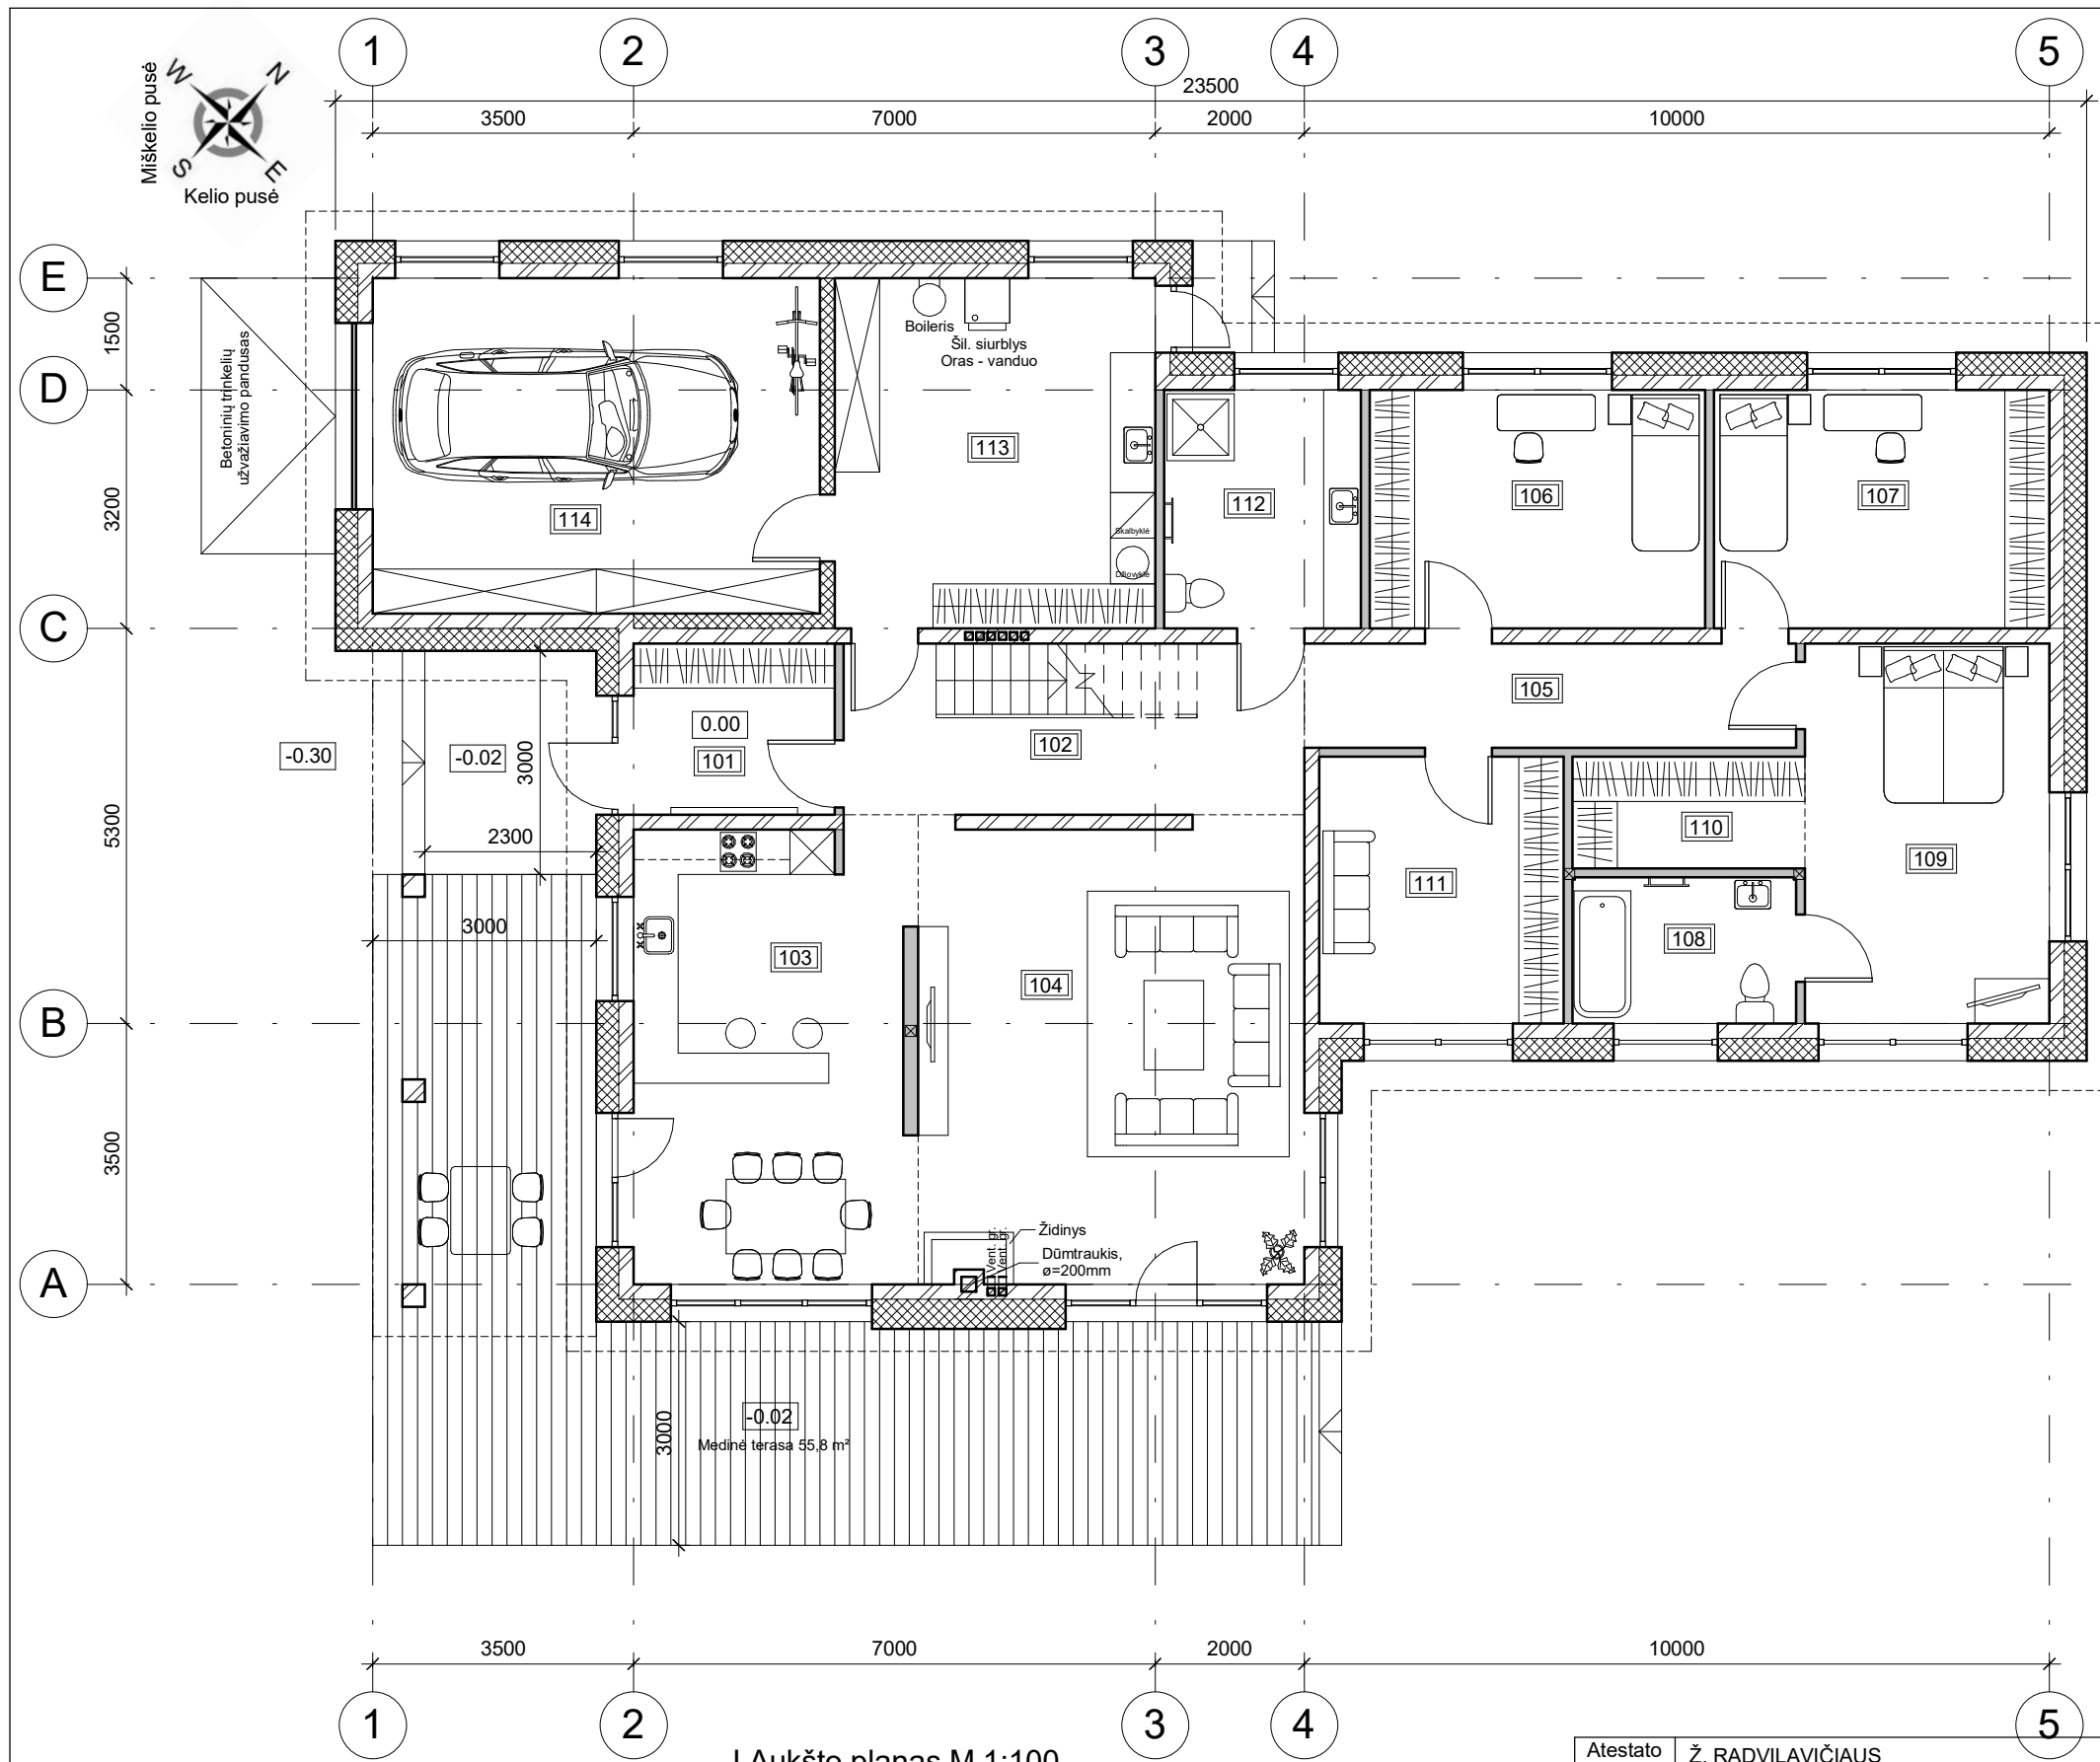 1
2
3
4
5
23500
3500
7000
2000
10000
W
N
S
E
Miškelio pusė
Kelio pusė
E
D
C
B
A
1500
3200
5300
3500
Betoninių trinkelių
užvažiavimo pandusas
Boileris
Šil. siurblys
Oras - vanduo
113
114
112
106
107
Skalbyklė
Džiovyklė
105
0.00
101
102
-0.30
-0.02
3000
2300
110
109
111
108
3000
103
104
Židinys
Dūmtraukis,
ø=200mm
Vent. gr.
Vent. gr.
-0.02
Medinė terasa 55,8 m²
3000
3500
7000
2000
10000
1
2
3
4
5
I Aukšto planas M 1:100
Atestato
Ž. RADVILAVIČIAUS